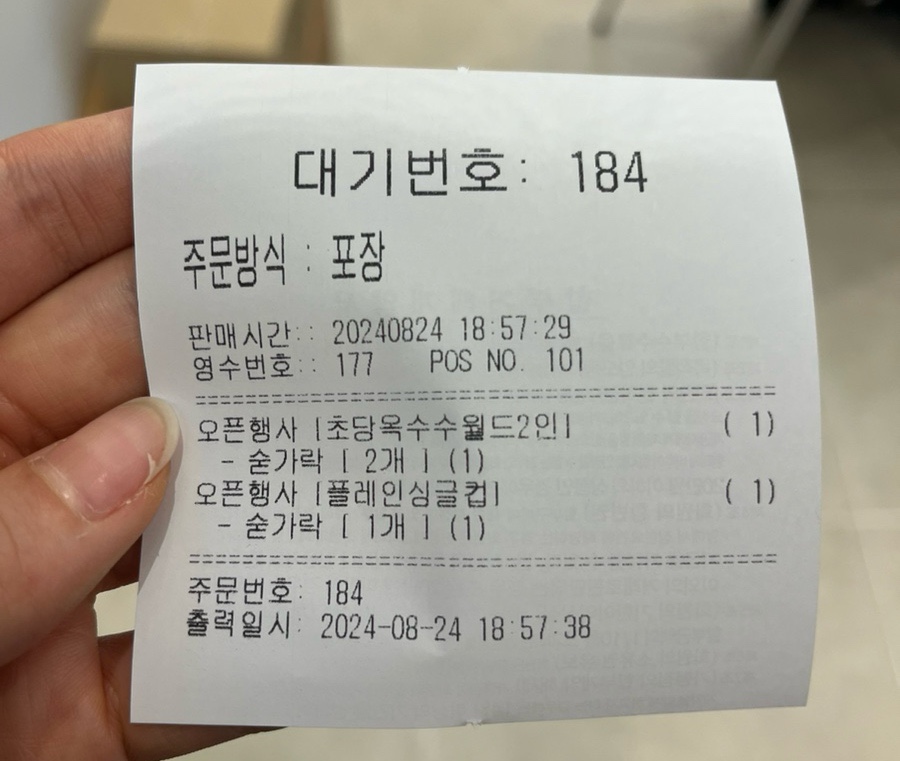 대기번호: 184
주문방식 : 포장
판매시간:: 20240824 18:57:29
영수번호:: 177 POS NO. 101
오픈행사 [초당옥수수월드2인] ( 1)
- 숟가락 [ 2개 ] (1)
오픈행사 [플레인싱글컵] ( 1)
- 숟가락 [ 1개 ] (1)
주문번호: 184
출력일시: 2024-08-24 18:57:38